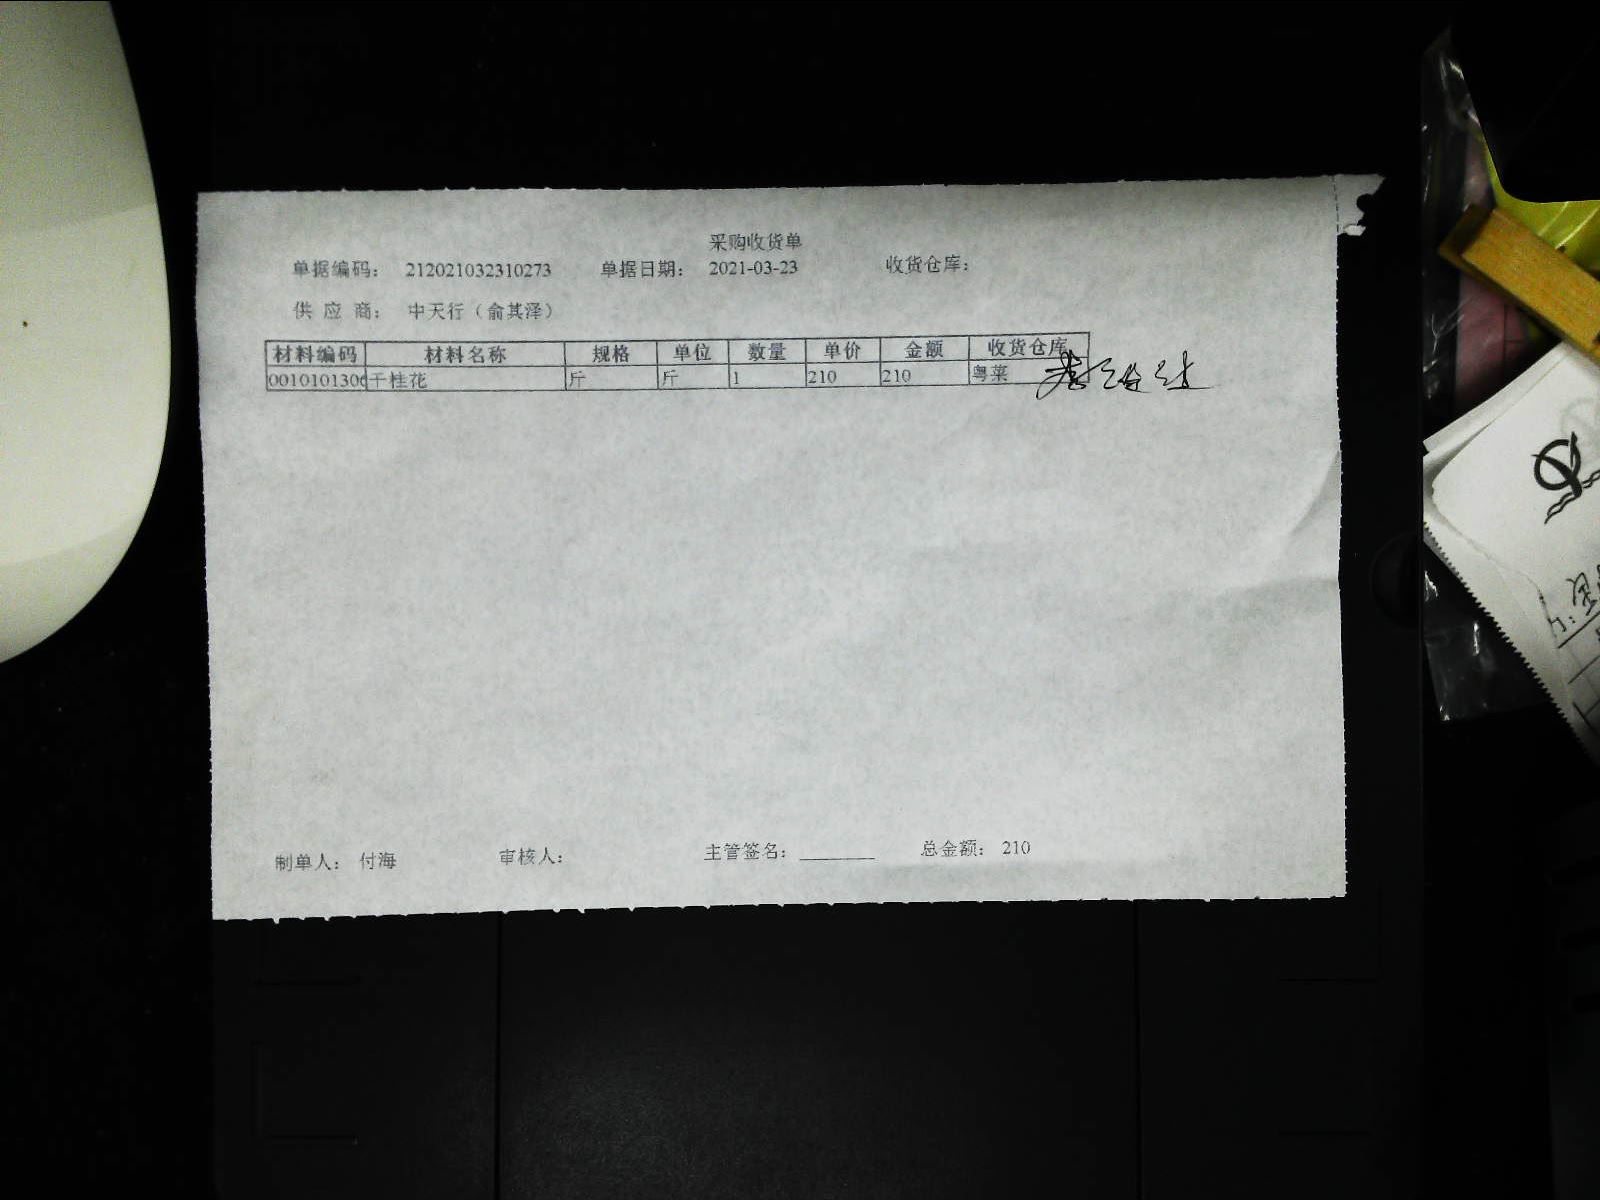 采购收货单
单据编码： 212021032310273 单据日期： 2021-03-23 收货仓库：
供 应 商： 中天行（俞其泽）
材料编码 材料名称 规格 单位 数量 单价 金额 收货仓库
0010101306 干桂花 斤 斤 1 210 210 粤菜
制单人： 付海 审核人： 主管签名： 总金额： 210